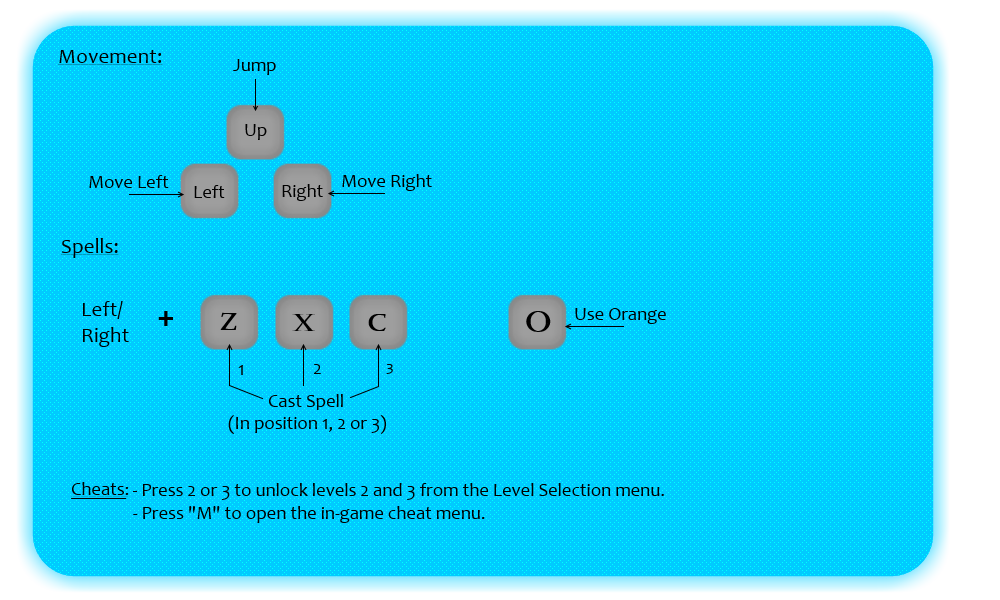 Movement:
Jump
Up
Move Left
Left
Right
Move Right
Spells:
Left/
Right
+
Z
X
C
O
Use Orange
1
2
3
Cast Spell
(In position 1, 2 or 3)
Cheats: - Press 2 or 3 to unlock levels 2 and 3 from the Level Selection menu.
- Press "M" to open the in-game cheat menu.